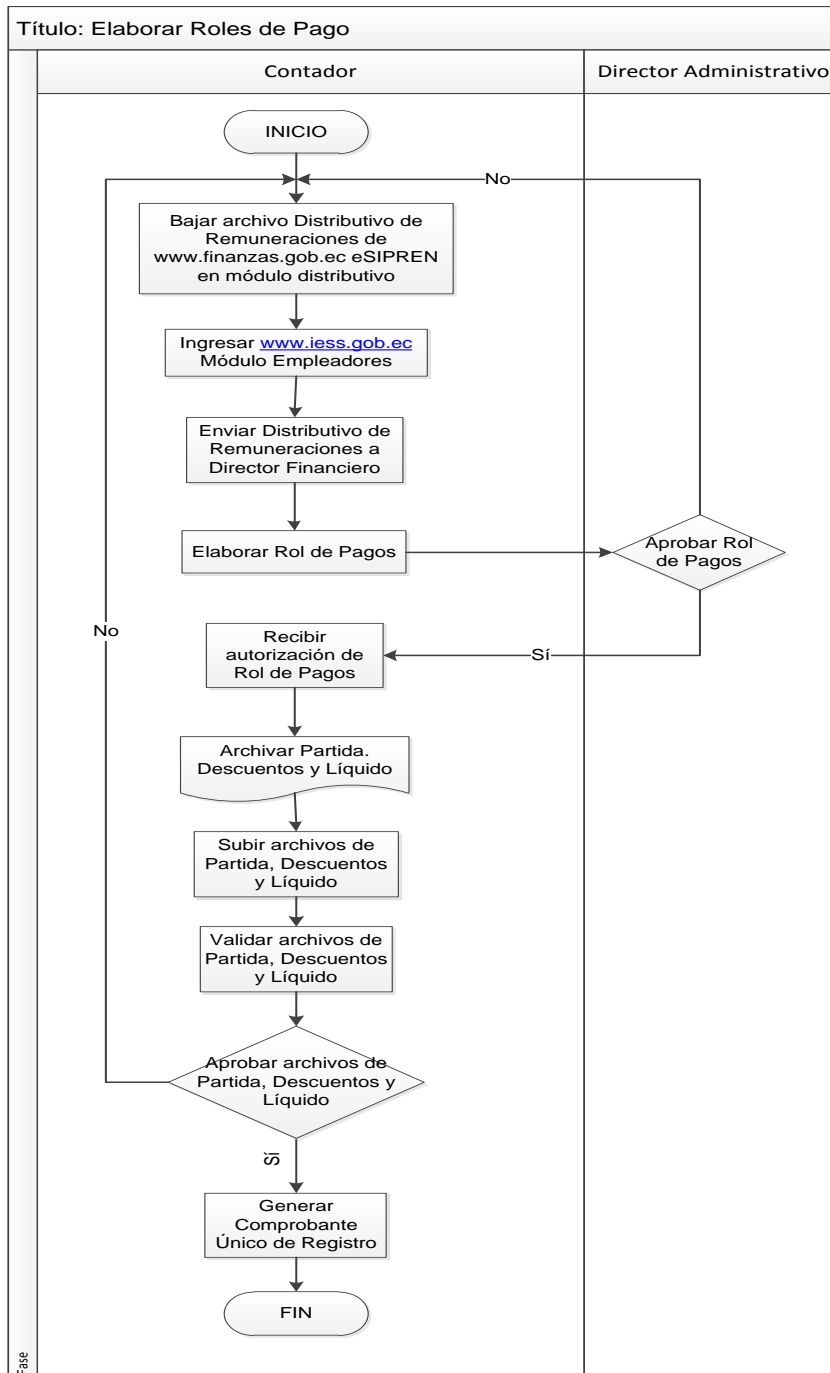 Título: Elaborar Roles de Pago
Contador
Director Administrativo
INICIO
No
Bajar archivo Distributivo de
Remuneraciones de
www.finanzas.gob.ec eSIPREN
en módulo distributivo
Ingresar www.iess.gob.ec
Módulo Empleadores
Enviar Distributivo de
Remuneraciones a
Director Financiero
Elaborar Rol de Pagos
Aprobar Rol
de Pagos
No
Recibir
autorización de
Rol de Pagos
Sí
Archivar Partida.
Descuentos y Líquido
Subir archivos de
Partida, Descuentos
y Líquido
Validar archivos de
Partida, Descuentos
y Líquido
Aprobar archivos de
Partida, Descuentos y
Líquido
Sí
Generar
Comprobante
Único de Registro
FIN
Fase